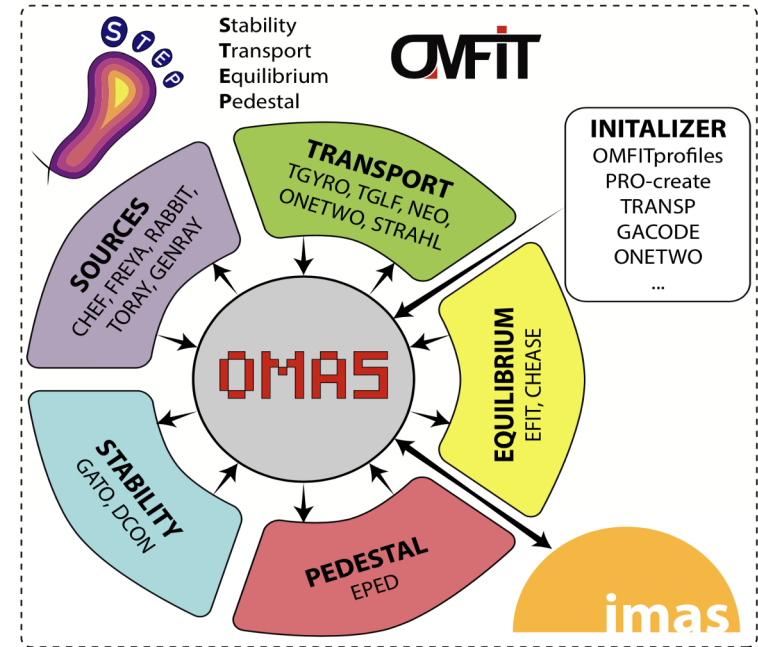 STEP
Stability
Transport
Equilibrium
Pedestal
OMFIT
INITALIZER
OMFITprofiles
PRO-create
TRANSP
GACODE
ONETWO
...
TRANSPORT
TGYRO, TGLF, NEO,
ONETWO, STRAHL
SOURCES
CHEF, FREYA, RABBIT,
TORAY, GENRAY
OMAS
EQUILIBRIUM
EFIT, CHEASE
STABILITY
GATO, DCON
PEDESTAL
EPED
imas